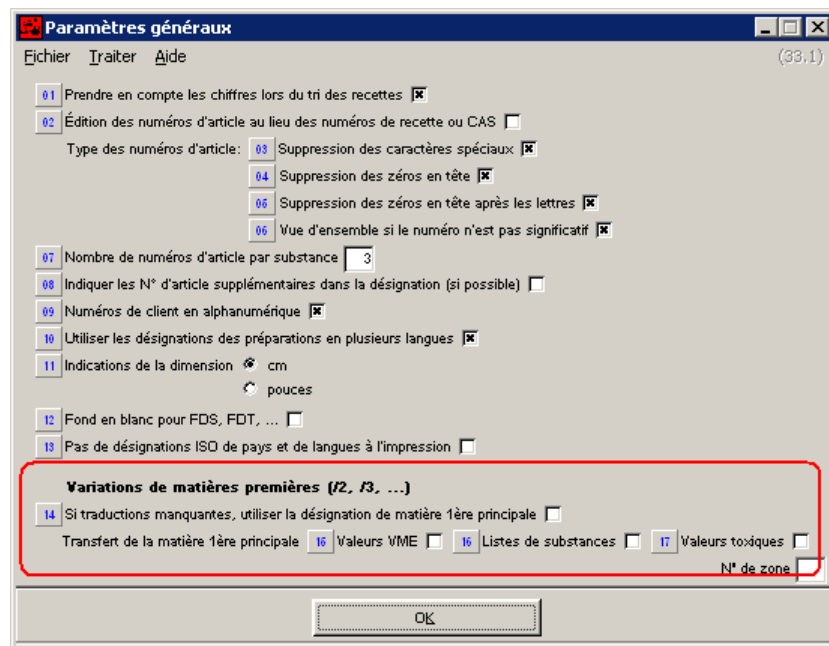 Paramètres généraux
Fichier Traiter Aide (33.1)
01 Prendre en compte les chiffres lors du tri des recettes
02 Édition des numéros d'article au lieu des numéros de recette ou CAS
Type des numéros d'article: 03 Suppression des caractères spéciaux
04 Suppression des zéros en tête
05 Suppression des zéros en tête après les lettres
06 Vue d'ensemble si le numéro n'est pas significatif
07 Nombre de numéros d'article par substance 3
08 Indiquer les N° d'article supplémentaires dans la désignation (si possible)
09 Numéros de client en alphanumérique
10 Utiliser les désignations des préparations en plusieurs langues
11 Indications de la dimension cm
pouces
12 Fond en blanc pour FDS, FDT, ...
13 Pas de désignations ISO de pays et de langues à l'impression
Variations de matières premières (/2, /3, ...)
14 Si traductions manquantes, utiliser la désignation de matière 1ère principale
Transfert de la matière 1ère principale 15 Valeurs VME 16 Listes de substances 17 Valeurs toxiques
N° de zone
OK